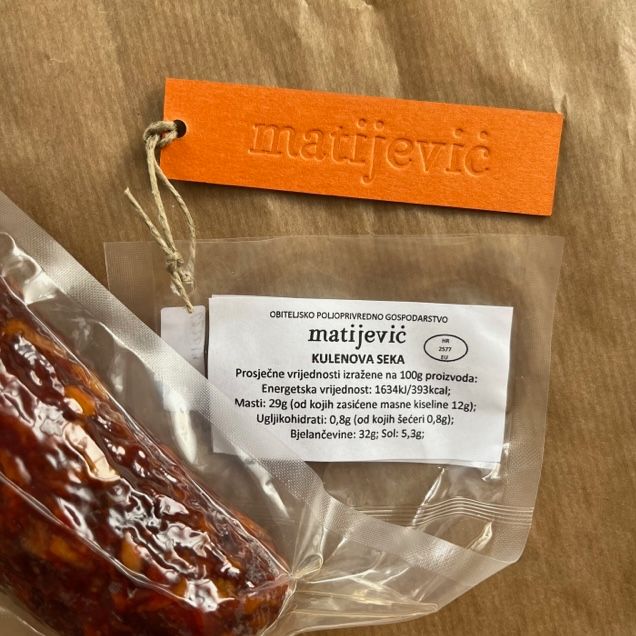 matijević
OBITELJSKO POLJOPRIVREDNO GOSPODARSTVO
matijević
HR
2577
EU
KULENOVA SEKA
Prosječne vrijednosti izražene na 100g proizvoda:
Energetska vrijednost: 1634kJ/393kcal;
Masti: 29g (od kojih zasićene masne kiseline 12g);
Ugljikohidrati: 0,8g (od kojih šećeri 0,8g);
Bjelančevine: 32g; Sol: 5,3g;